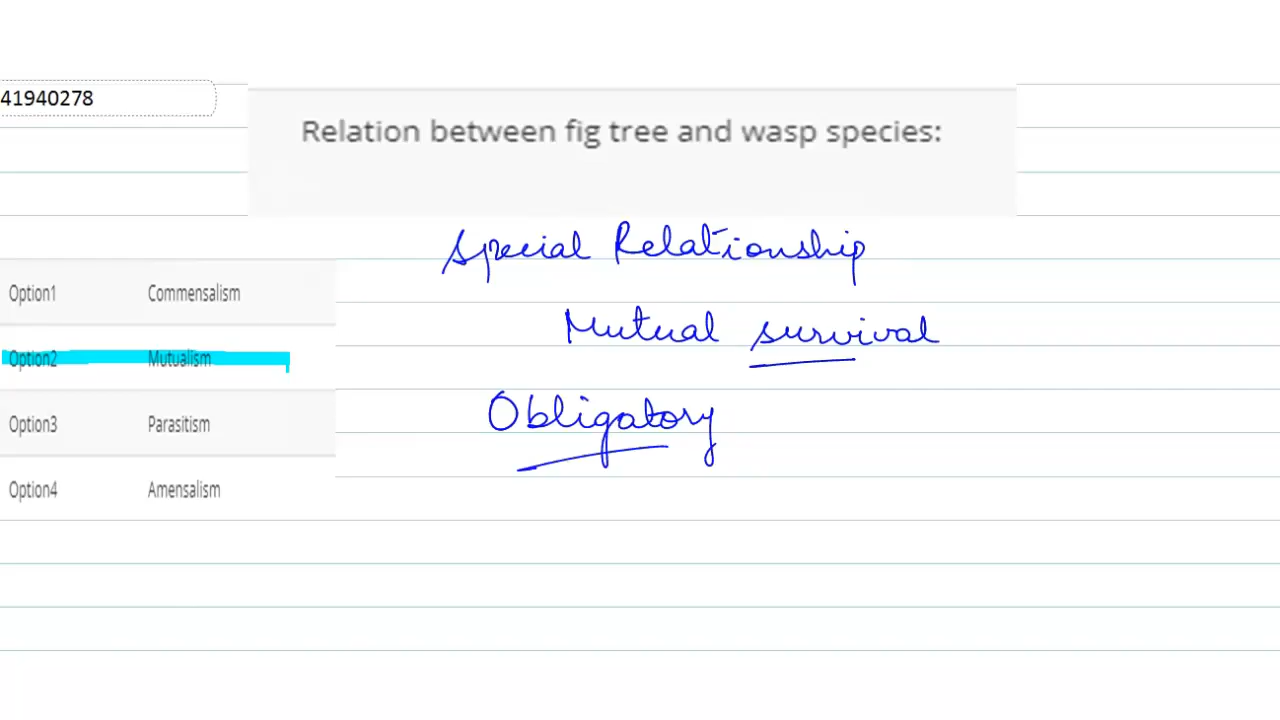 41940278
Relation between fig tree and wasp species:
Special Relationship
Option1 Commensalism
Mutual survival
Option2 Mutualism
Obligatory
Option3 Parasitism
Option4 Amensalism